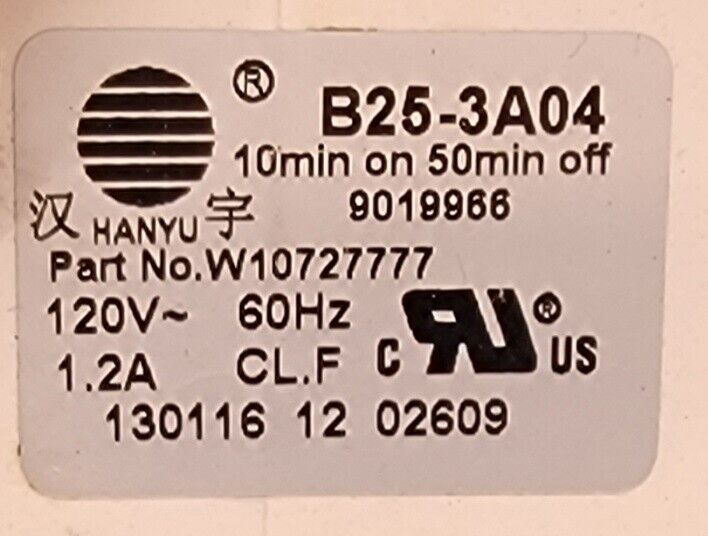 ® B25-3A04
10min on 50min off
汉 HANYU 宇 9019966
Part No.W10727777
120V~ 60Hz
1.2A CL.F C RU® US
130116 12 02609